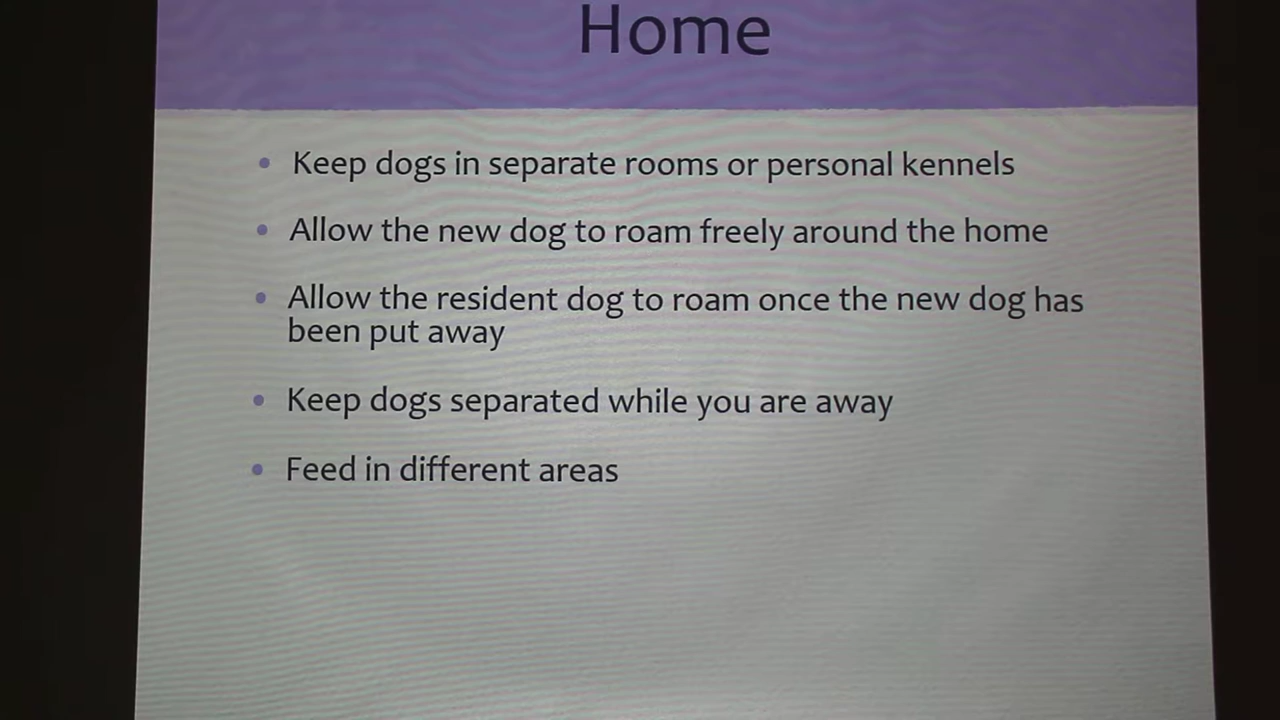 Home
• Keep dogs in separate rooms or personal kennels
• Allow the new dog to roam freely around the home
• Allow the resident dog to roam once the new dog has
been put away
• Keep dogs separated while you are away
• Feed in different areas